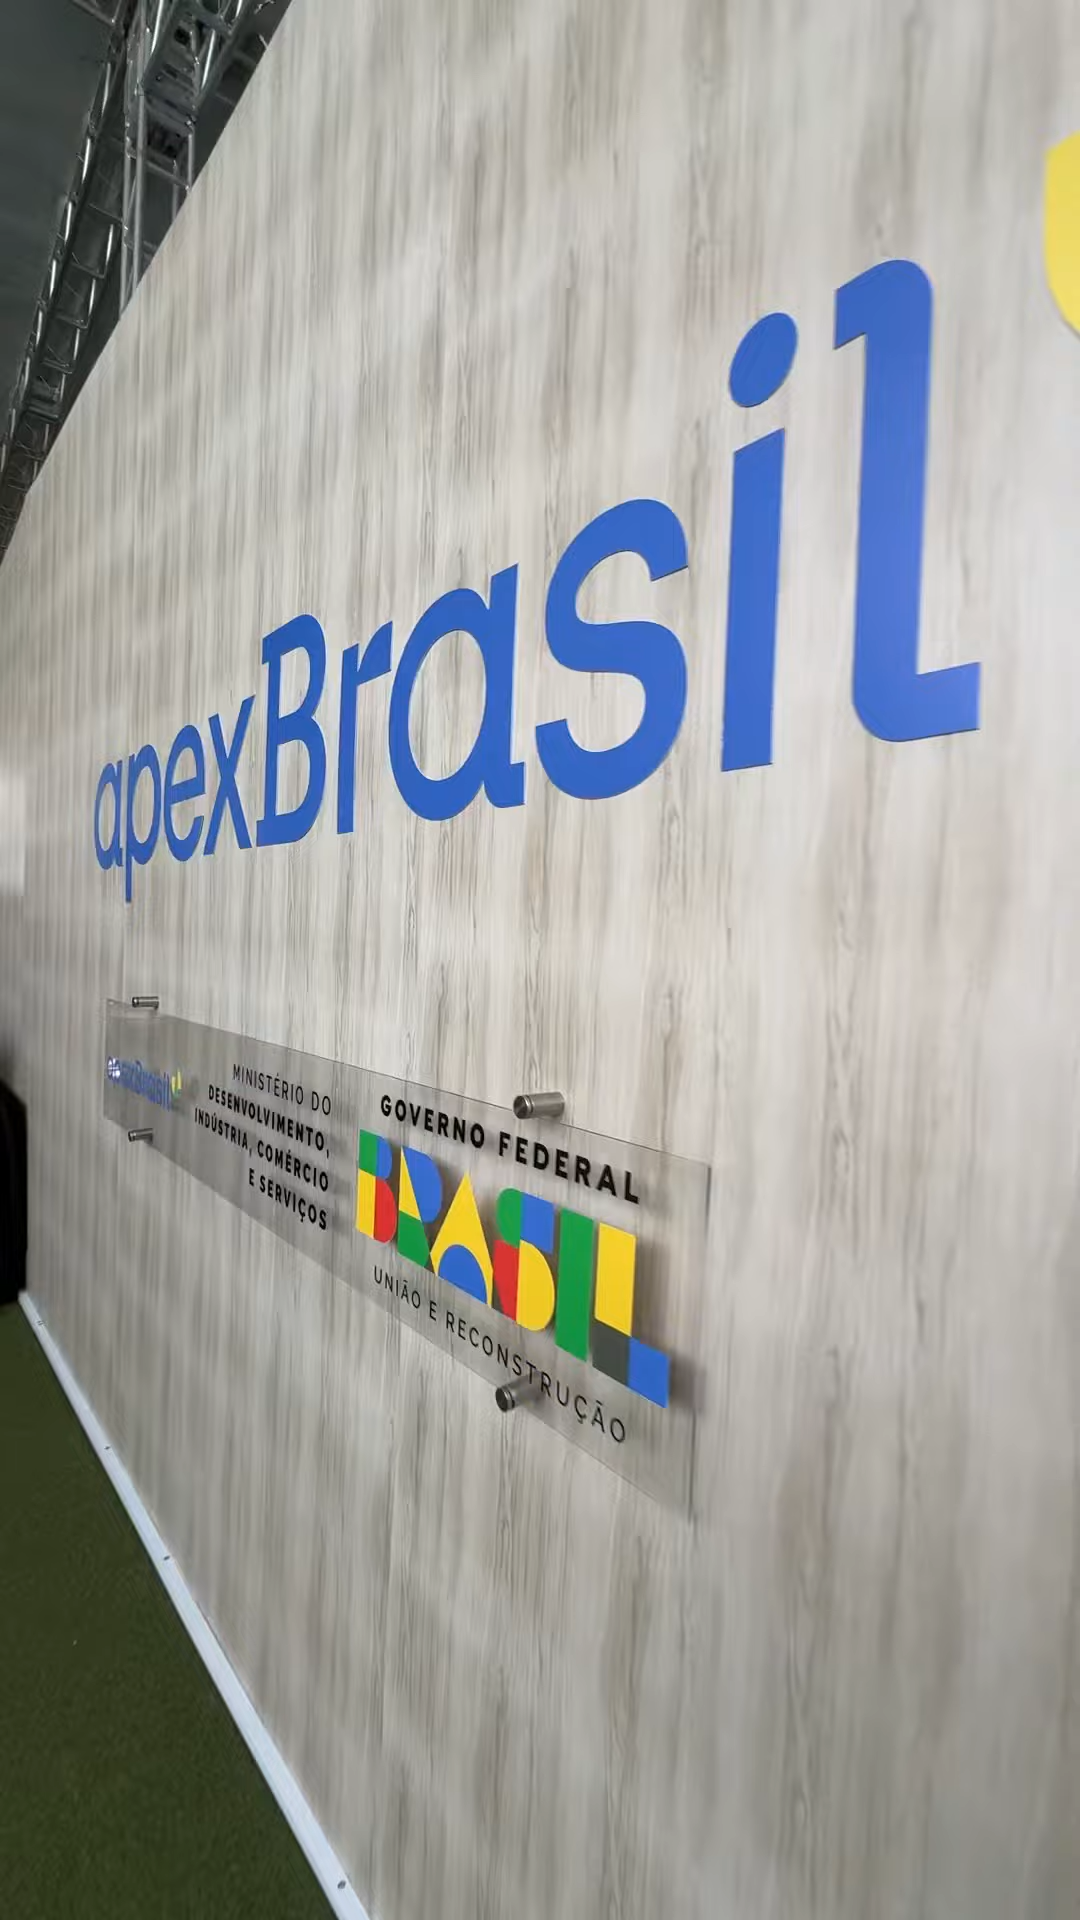 apexBrasil
apexBrasil
MINISTÉRIO DO
DESENVOLVIMENTO,
INDÚSTRIA, COMÉRCIO
E SERVIÇOS
GOVERNO FEDERAL
BRASIL
UNIÃO E RECONSTRUÇÃO